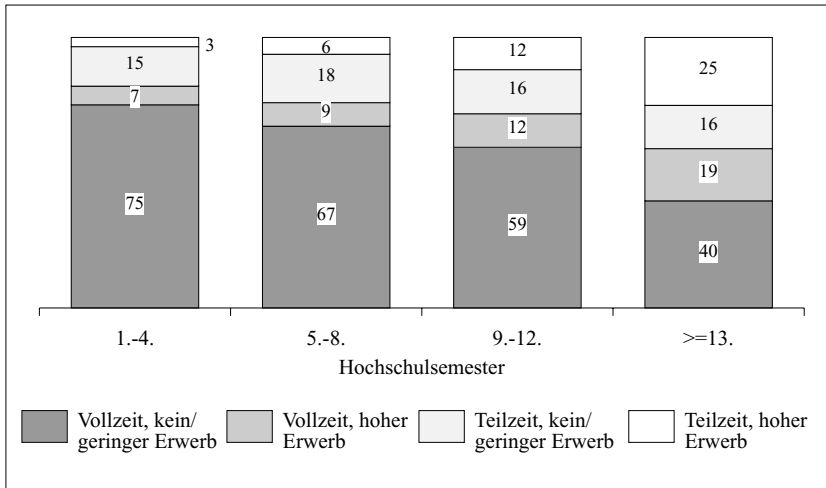 3
6
12
25
15
18
16
16
7
9
12
19
75
67
59
40
1.-4.
5.-8.
9.-12.
>=13.
Hochschulsemester
Vollzeit, kein/
geringer Erwerb
Vollzeit, hoher
Erwerb
Teilzeit, kein/
geringer Erwerb
Teilzeit, hoher
Erwerb